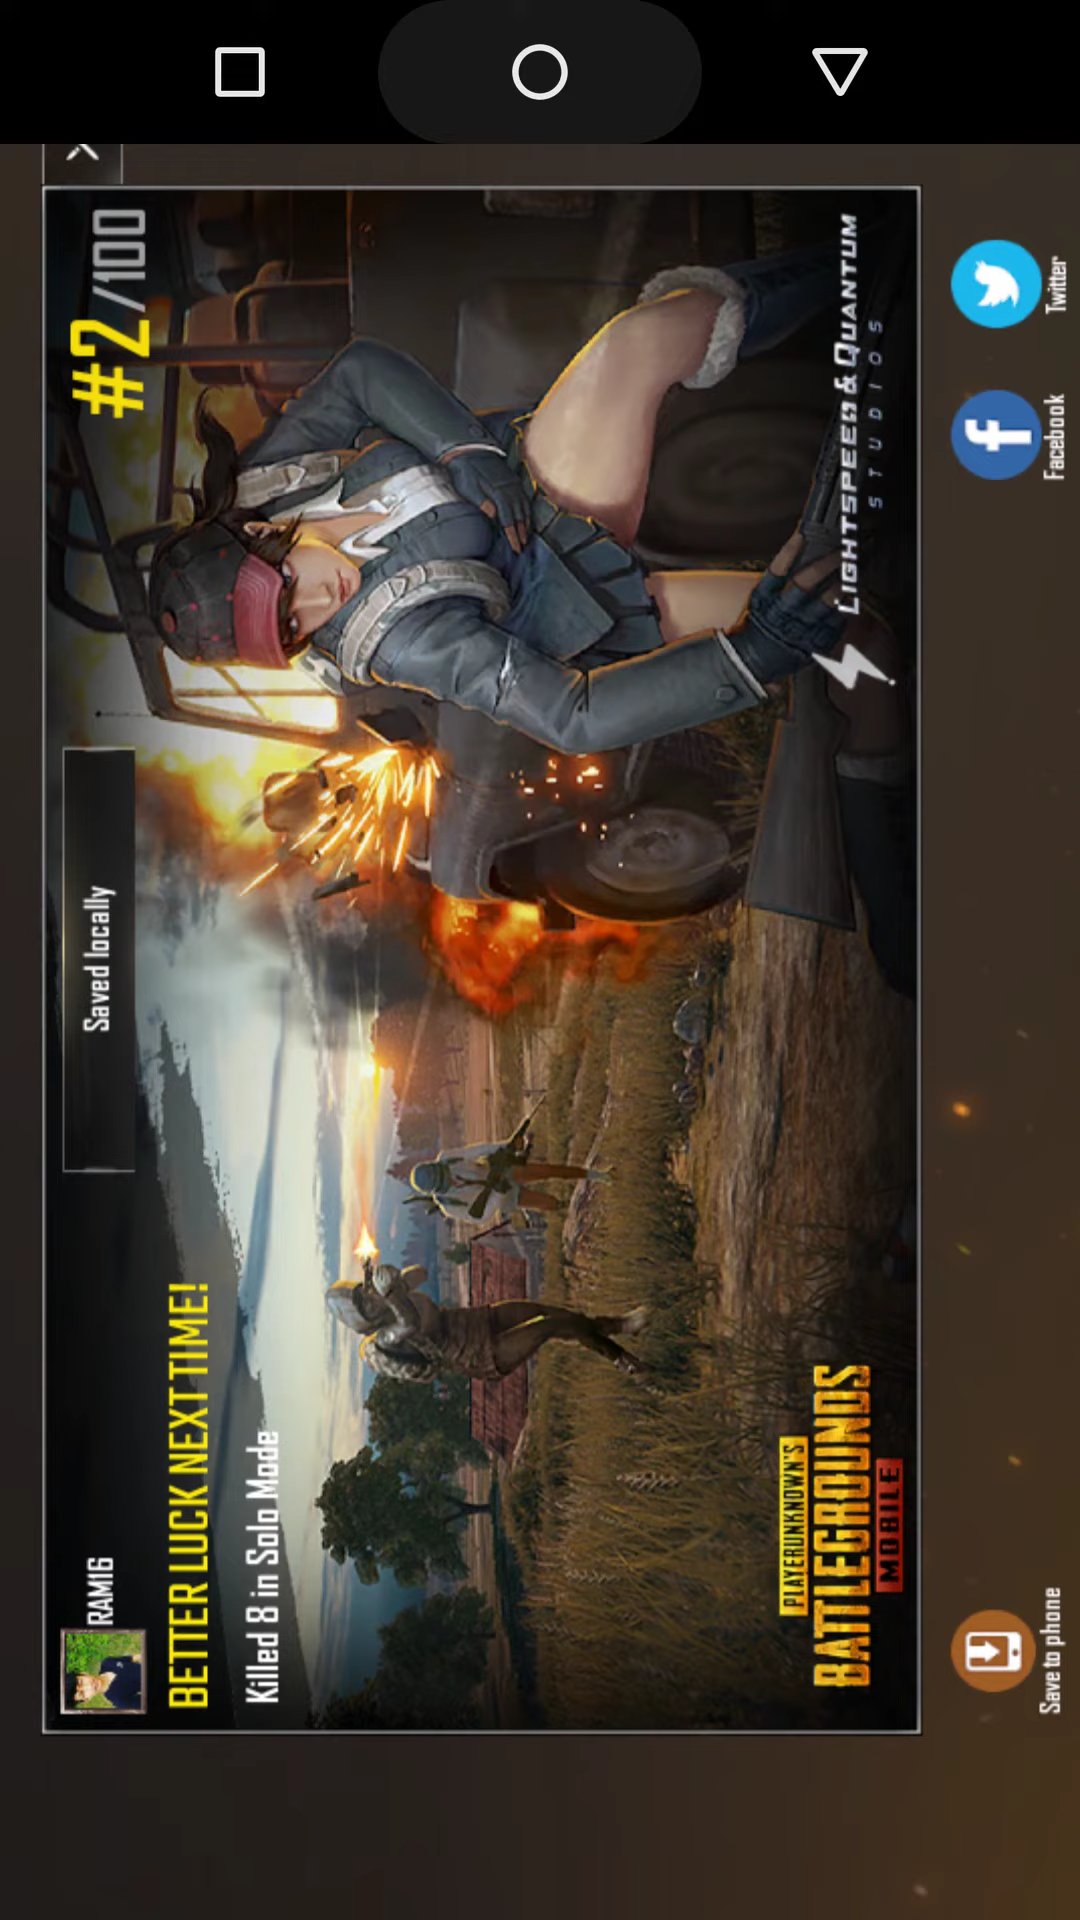 RAM16
#2/100
Saved locally
BETTER LUCK NEXT TIME!
Killed 8 in Solo Mode
PLAYERUNKNOWN'S
BATTLEGROUNDS
MOBILE
LIGHTSPEED & QUANTUM
STUDIOS
Save to phone
Facebook
Twitter